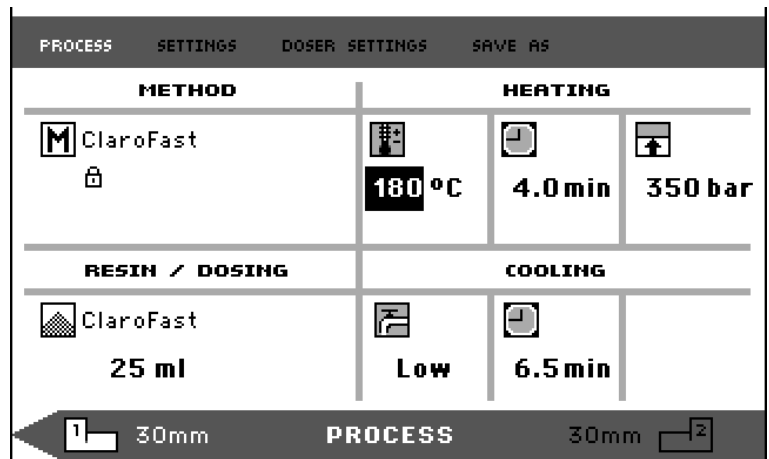 PROCESS SETTINGS DOSER SETTINGS SAVE AS
METHOD HEATING
M ClaroFast
180 ºC 4.0 min 350 bar
RESIN / DOSING COOLING
ClaroFast
25 ml Low 6.5 min
1 30mm PROCESS 30mm 2